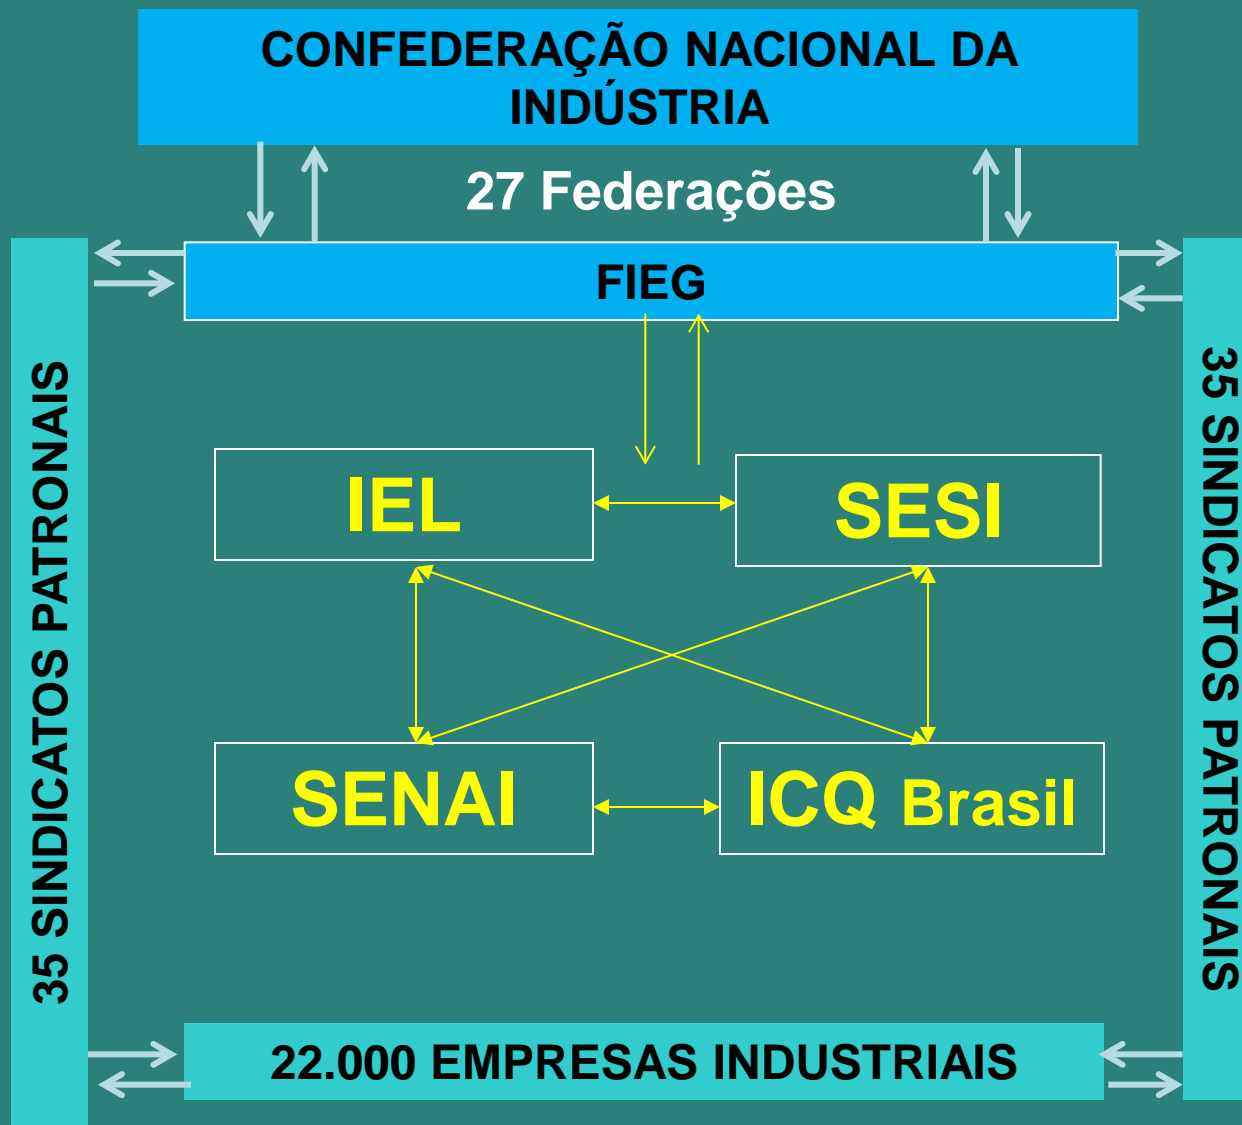 CONFEDERAÇÃO NACIONAL DA
INDÚSTRIA
27 Federações
FIEG
35 SINDICATOS PATRONAIS
35 SINDICATOS PATRONAIS
IEL
SESI
SENAI
ICQ Brasil
22.000 EMPRESAS INDUSTRIAIS